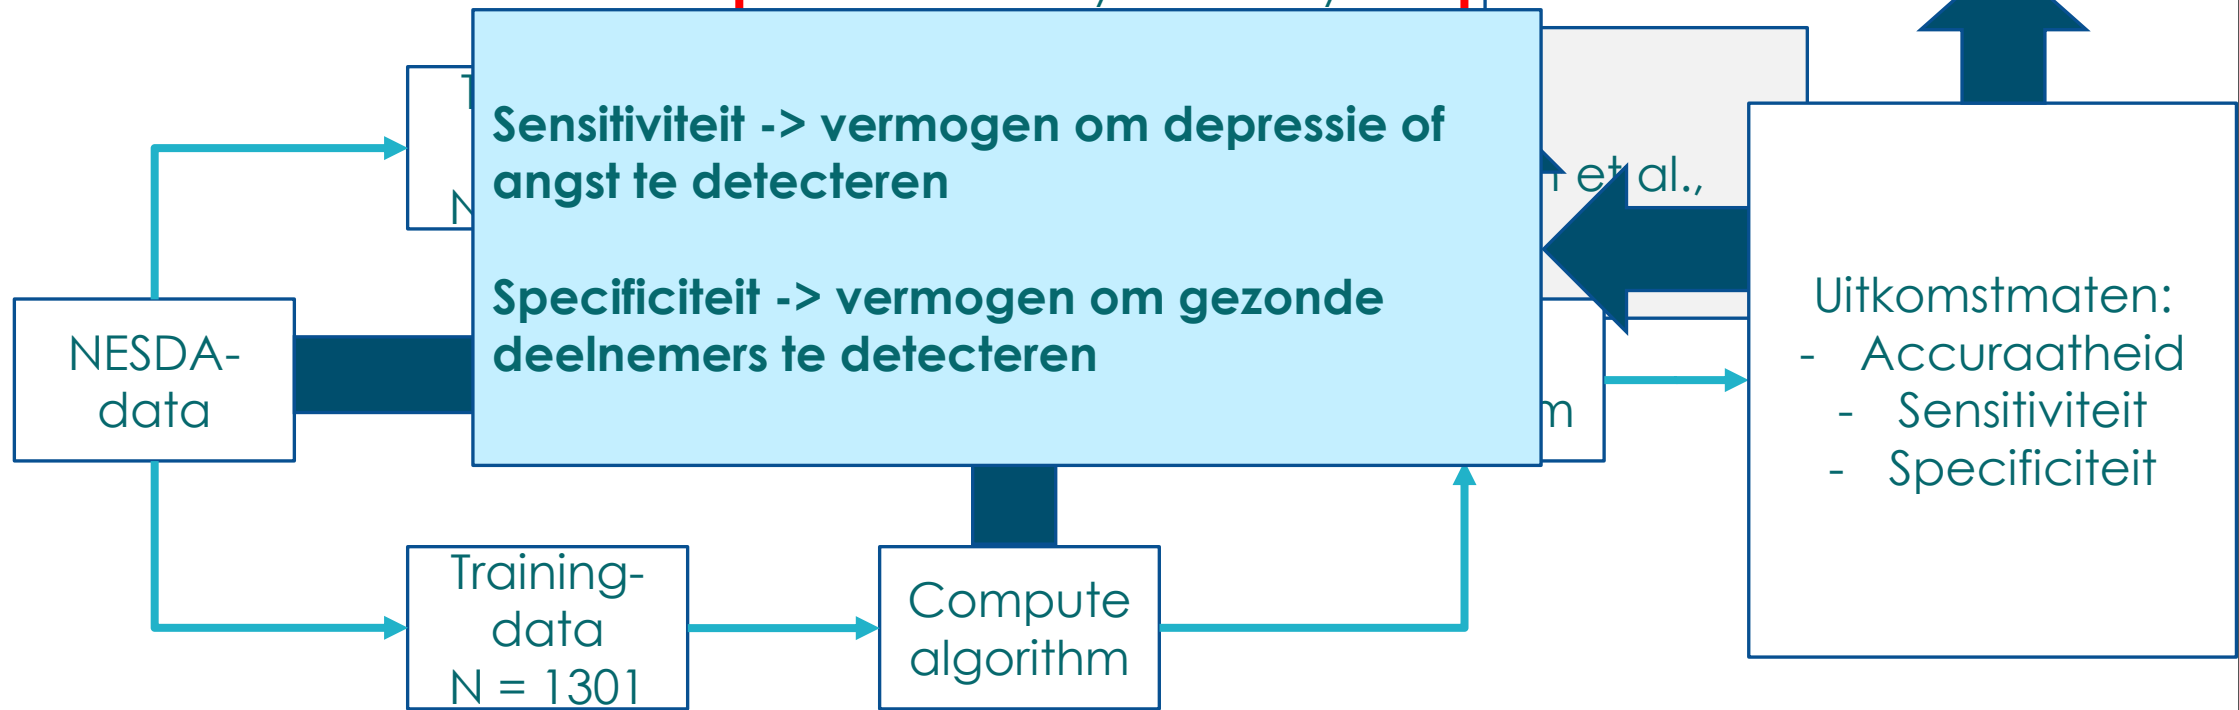 Sensitiviteit -> vermogen om depressie of
angst te detecteren
Specificiteit -> vermogen om gezonde
deelnemers te detecteren
et al.,
NESDA-
data
Uitkomstmaten:
- Accuraatheid
- Sensitiviteit
- Specificiteit
Training-
data
N = 1301
Compute
algorithm